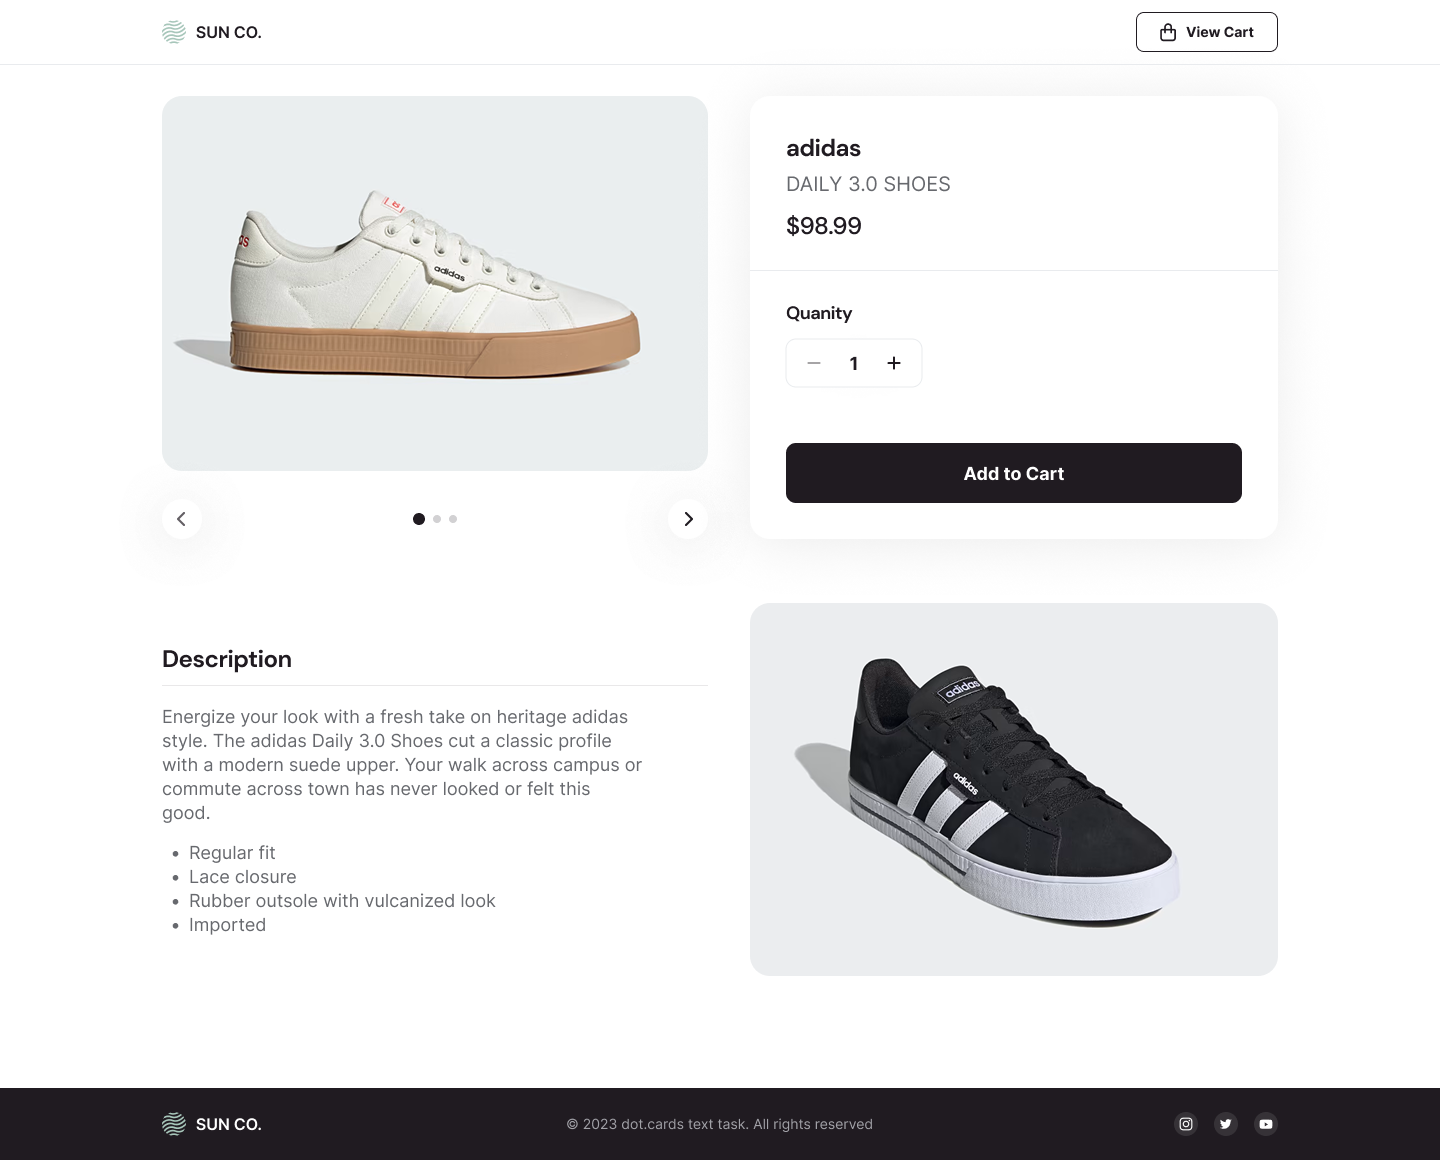 SUN CO.
View Cart
adidas
adidas
DAILY 3.0 SHOES
$98.99
Quanity
1
Add to Cart
Description
Energize your look with a fresh take on heritage adidas
style. The adidas Daily 3.0 Shoes cut a classic profile
with a modern suede upper. Your walk across campus or
commute across town has never looked or felt this
good.
• Regular fit
• Lace closure
• Rubber outsole with vulcanized look
• Imported
adidas
adidas
SUN CO.
© 2023 dot.cards text task. All rights reserved